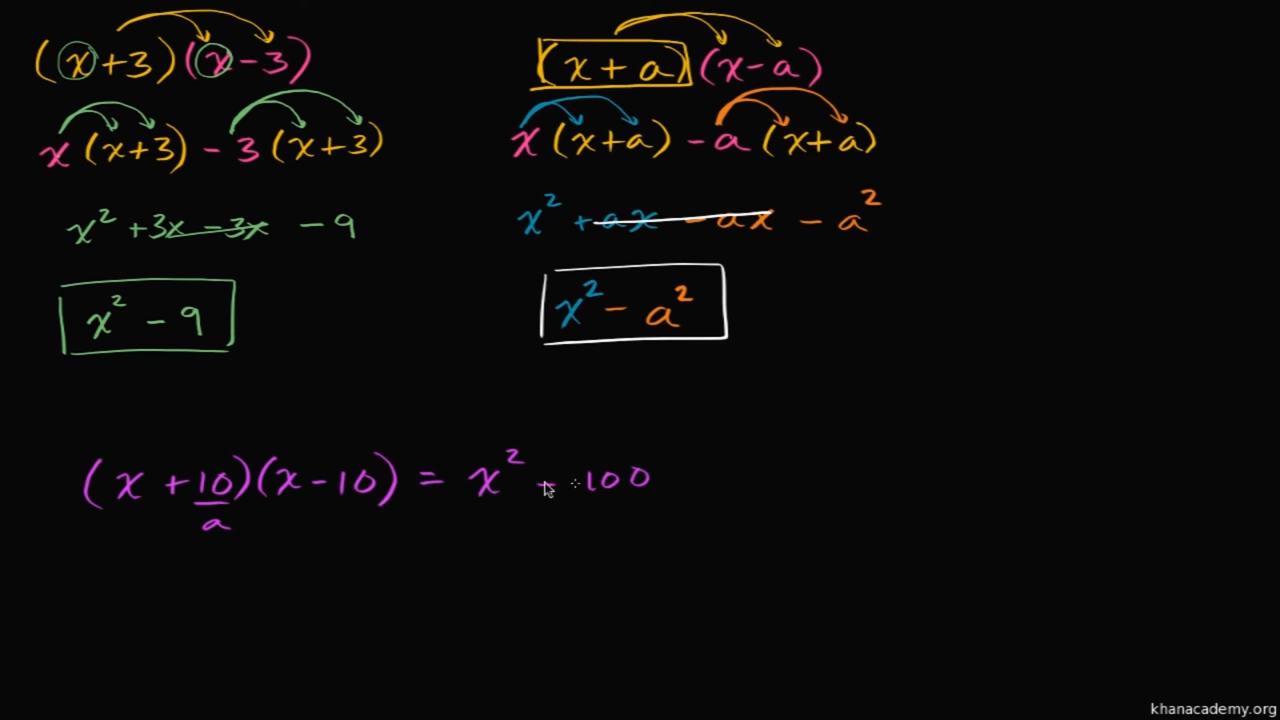 (x+3)(x-3)
x(x+3)-3(x+3)
x²+3x-3x-9
x²-9
(x+a)(x-a)
x(x+a)-a(x+a)
x²+ax-ax-a²
x²-a²
(x+10)(x-10)=x²-100
a
khanacademy.org